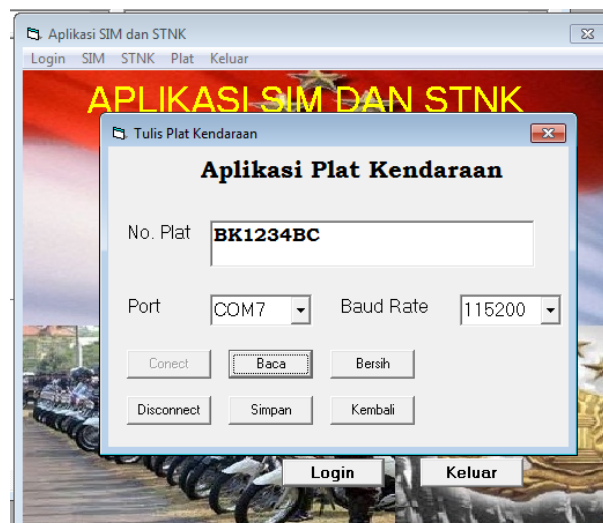 Aplikasi SIM dan STNK
Login SIM STNK Plat Keluar
APLIKASI SIM DAN STNK
Tulis Plat Kendaraan
Aplikasi Plat Kendaraan
No. Plat BK1234BC
Port COM7 Baud Rate 115200
Conect Baca Bersih
Disconnect Simpan Kembali
Login Keluar